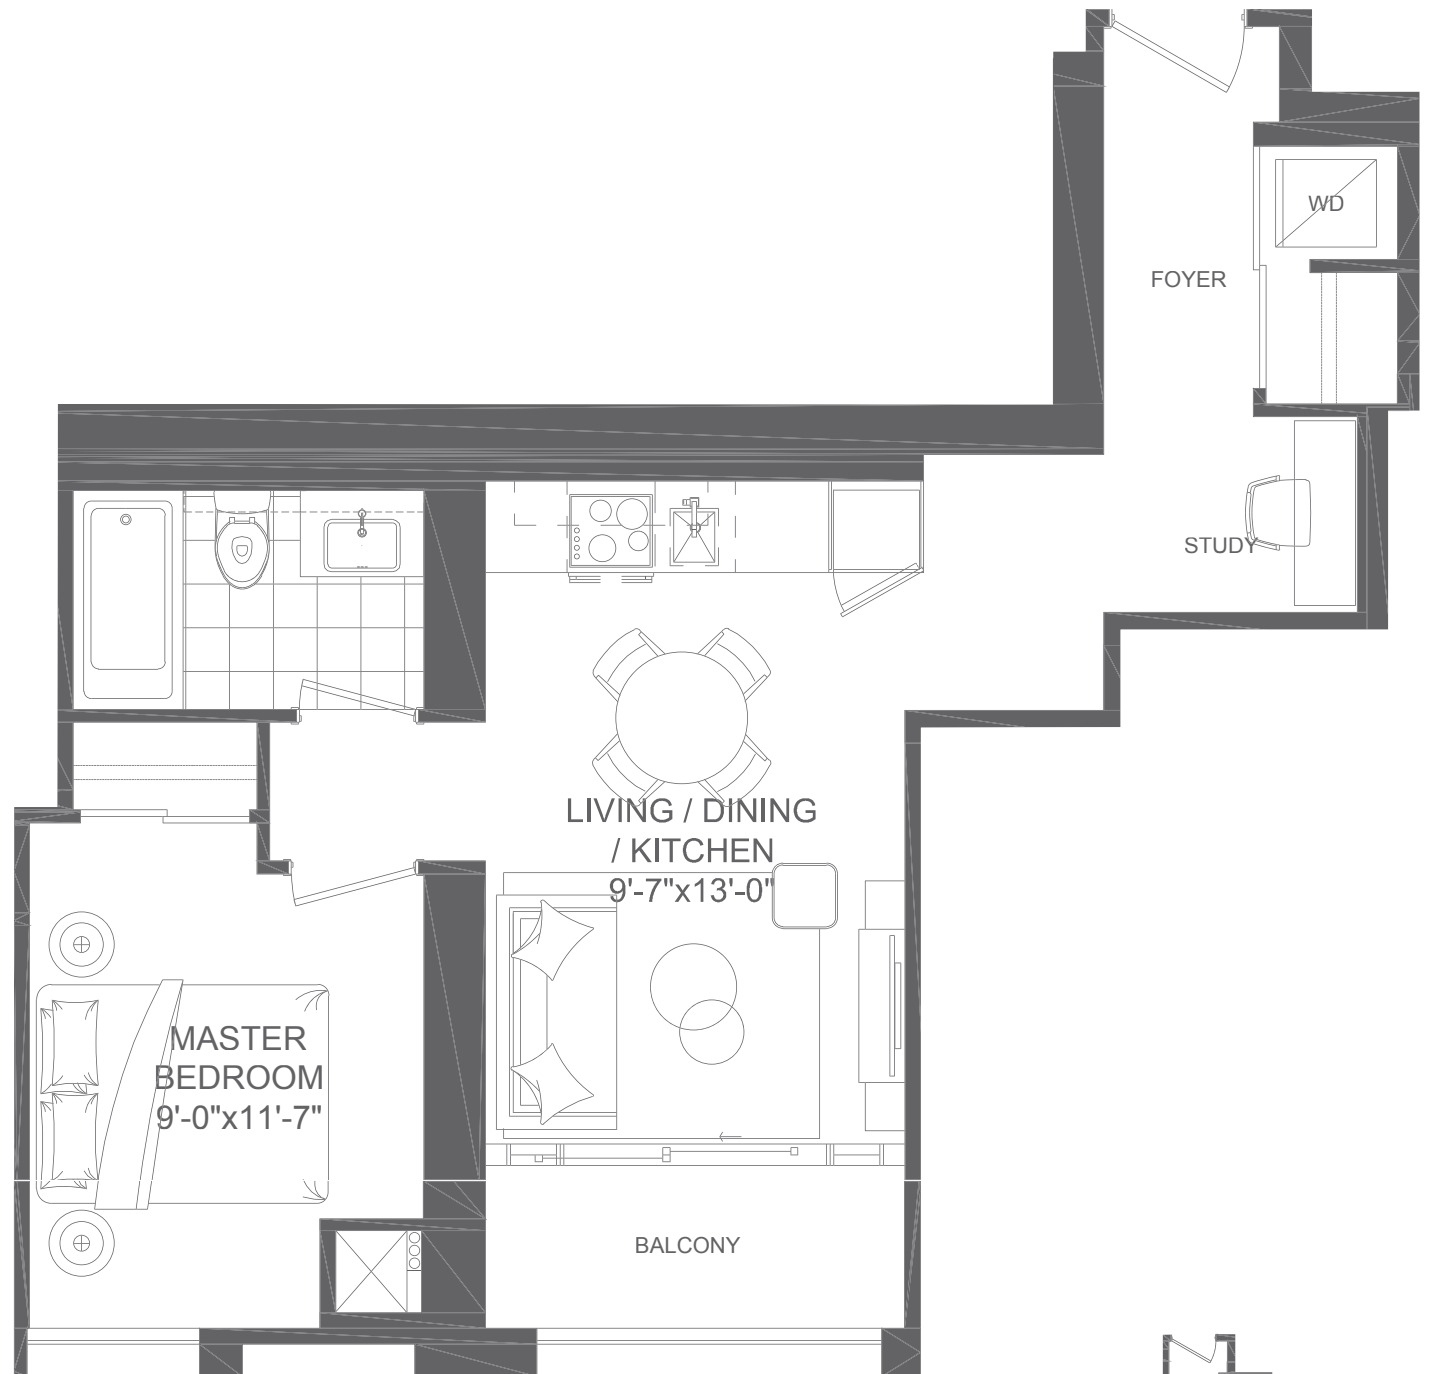 WD
FOYER
STUDY
LIVING / DINING
/ KITCHEN
9'-7"x13'-0"
MASTER
BEDROOM
9'-0"x11'-7"
BALCONY